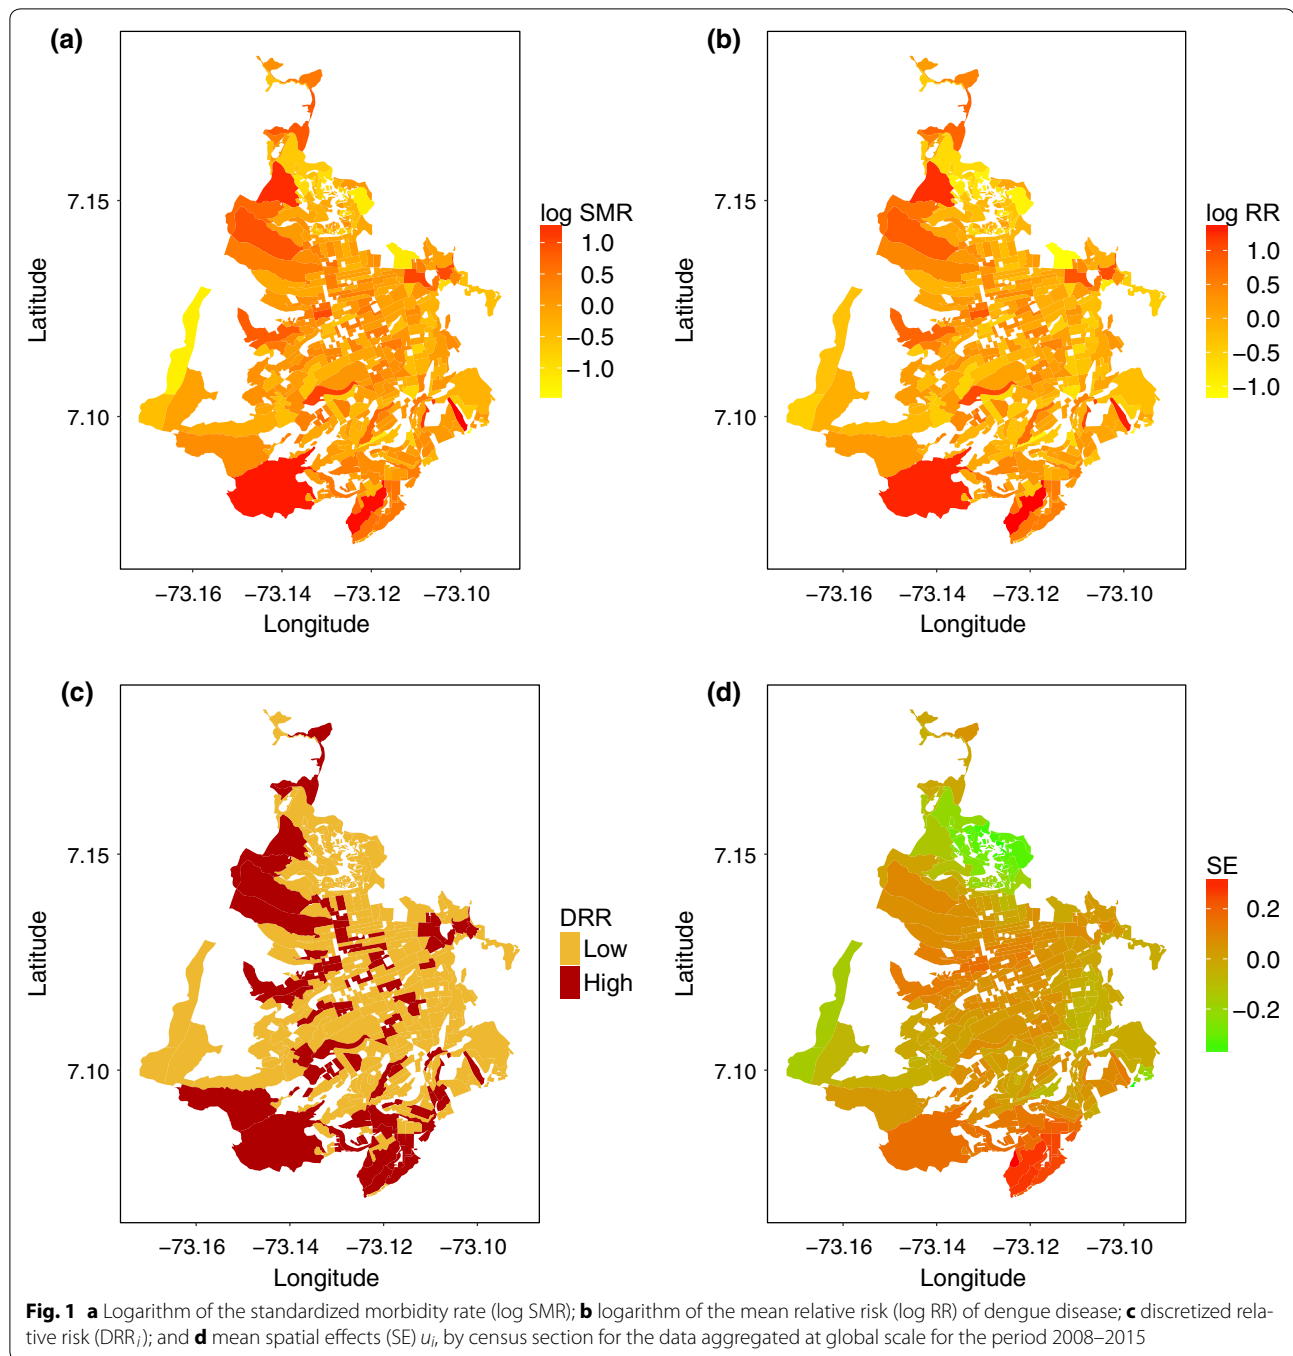 (a)
7.15
7.10
Latitude
−73.16 −73.14 −73.12 −73.10
Longitude
log SMR
1.0
0.5
0.0
−0.5
−1.0
(b)
7.15
7.10
Latitude
−73.16 −73.14 −73.12 −73.10
Longitude
log RR
1.0
0.5
0.0
−0.5
−1.0
(c)
7.15
7.10
Latitude
−73.16 −73.14 −73.12 −73.10
Longitude
DRR
Low
High
(d)
7.15
7.10
Latitude
−73.16 −73.14 −73.12 −73.10
Longitude
SE
0.2
0.0
−0.2
Fig. 1 a Logarithm of the standardized morbidity rate (log SMR); b logarithm of the mean relative risk (log RR) of dengue disease; c discretized rela-
tive risk (DRRi); and d mean spatial effects (SE) ui, by census section for the data aggregated at global scale for the period 2008–2015